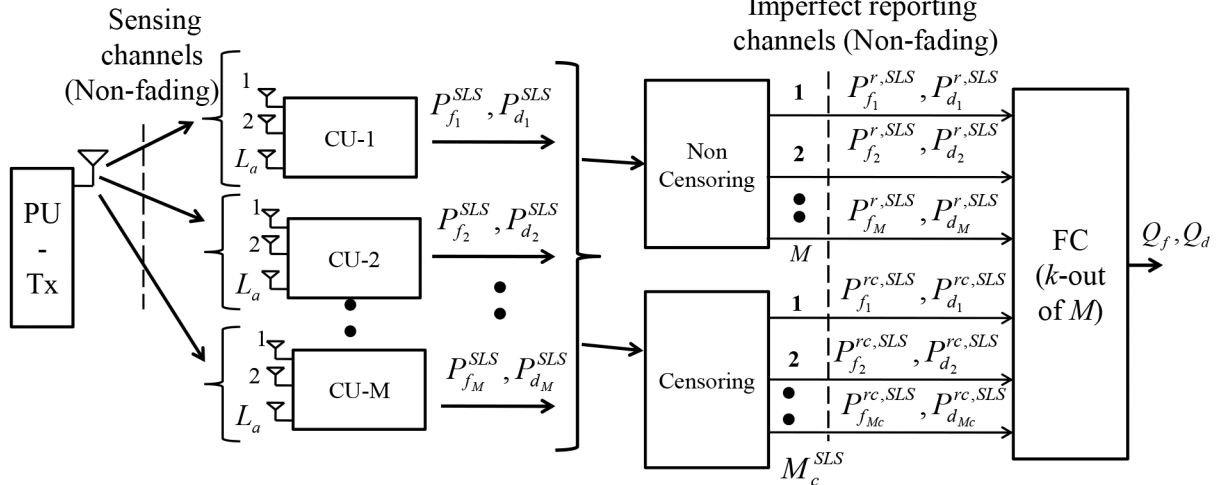 Sensing
channels
(Non-fading)
Imperfect reporting
channels (Non-fading)
PU
-
Tx
1
2
L_a
CU-1
P_{f_1}^{SLS}, P_{d_1}^{SLS}
1
2
L_a
CU-2
P_{f_2}^{SLS}, P_{d_2}^{SLS}
1
2
L_a
CU-M
P_{f_M}^{SLS}, P_{d_M}^{SLS}
Non
Censoring
1
P_{f_1}^{r,SLS}, P_{d_1}^{r,SLS}
2
P_{f_2}^{r,SLS}, P_{d_2}^{r,SLS}
M
P_{f_M}^{r,SLS}, P_{d_M}^{r,SLS}
Censoring
1
P_{f_1}^{rc,SLS}, P_{d_1}^{rc,SLS}
2
P_{f_2}^{rc,SLS}, P_{d_2}^{rc,SLS}
P_{f_{Mc}}^{rc,SLS}, P_{d_{Mc}}^{rc,SLS}
M_c^{SLS}
FC
(k-out
of M)
Q_f, Q_d